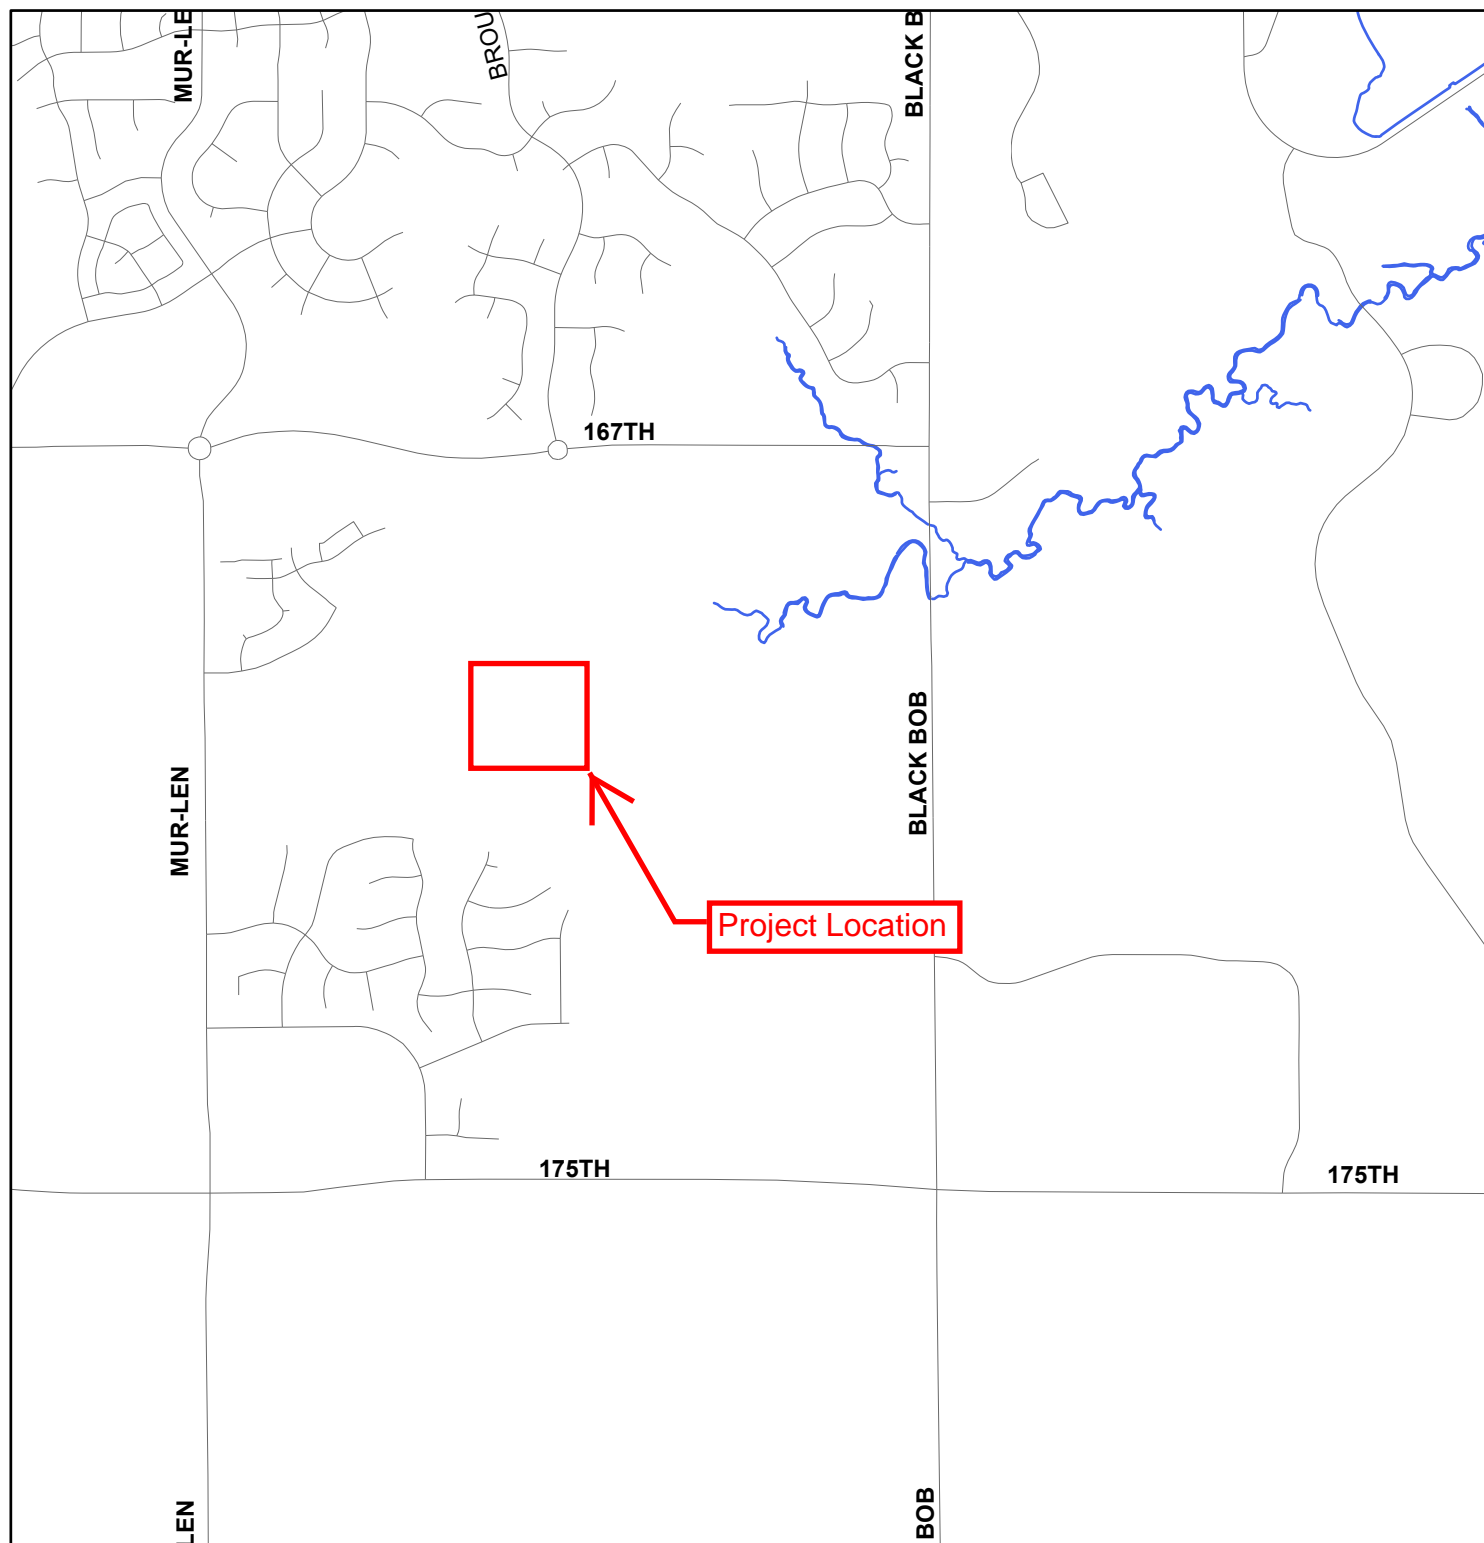 MUR-LE
BROU
BLACK B
167TH
BLACK BOB
MUR-LEN
Project Location
175TH
175TH
LEN
BOB